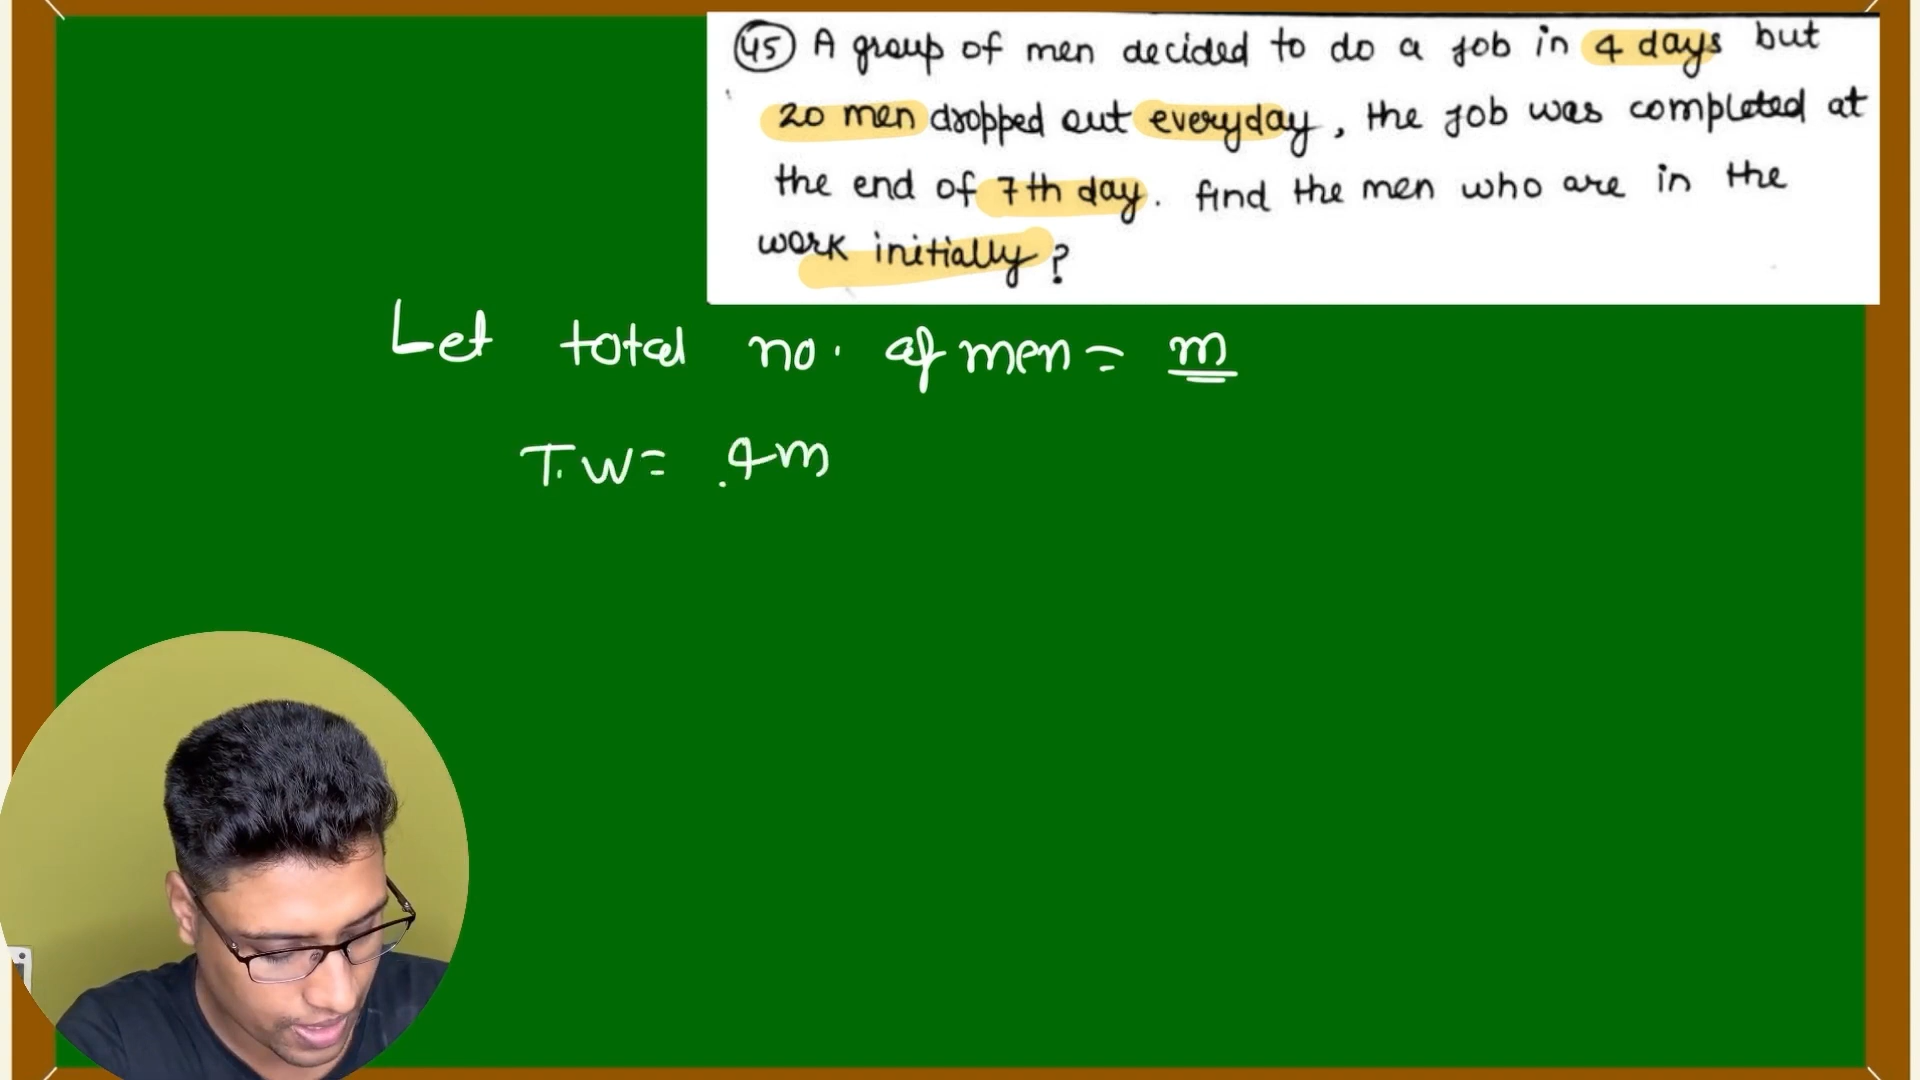 45 A group of men decided to do a job in 4 days but
20 men dropped out everyday, the job was completed at
the end of 7th day. find the men who are in the
work initially?
Let total no. of men = m
T.W = 4m